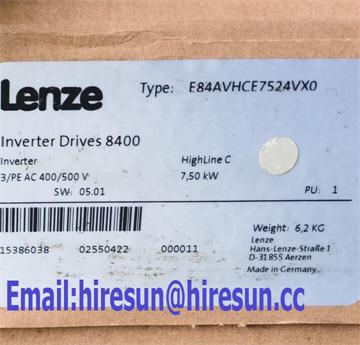 Lenze
Type: E84AVHCE7524VX0
Inverter Drives 8400
Inverter HighLine C
3/PE AC 400/500 V 7,50 kW
SW: 05.01 PU: 1
Weight: 6,2 KG
15386038 02550422 000011
Lenze
Hans-Lenze-Straße1
D-31855 Aerzen
Made in Germany
Email:hiresun@hiresun.cc